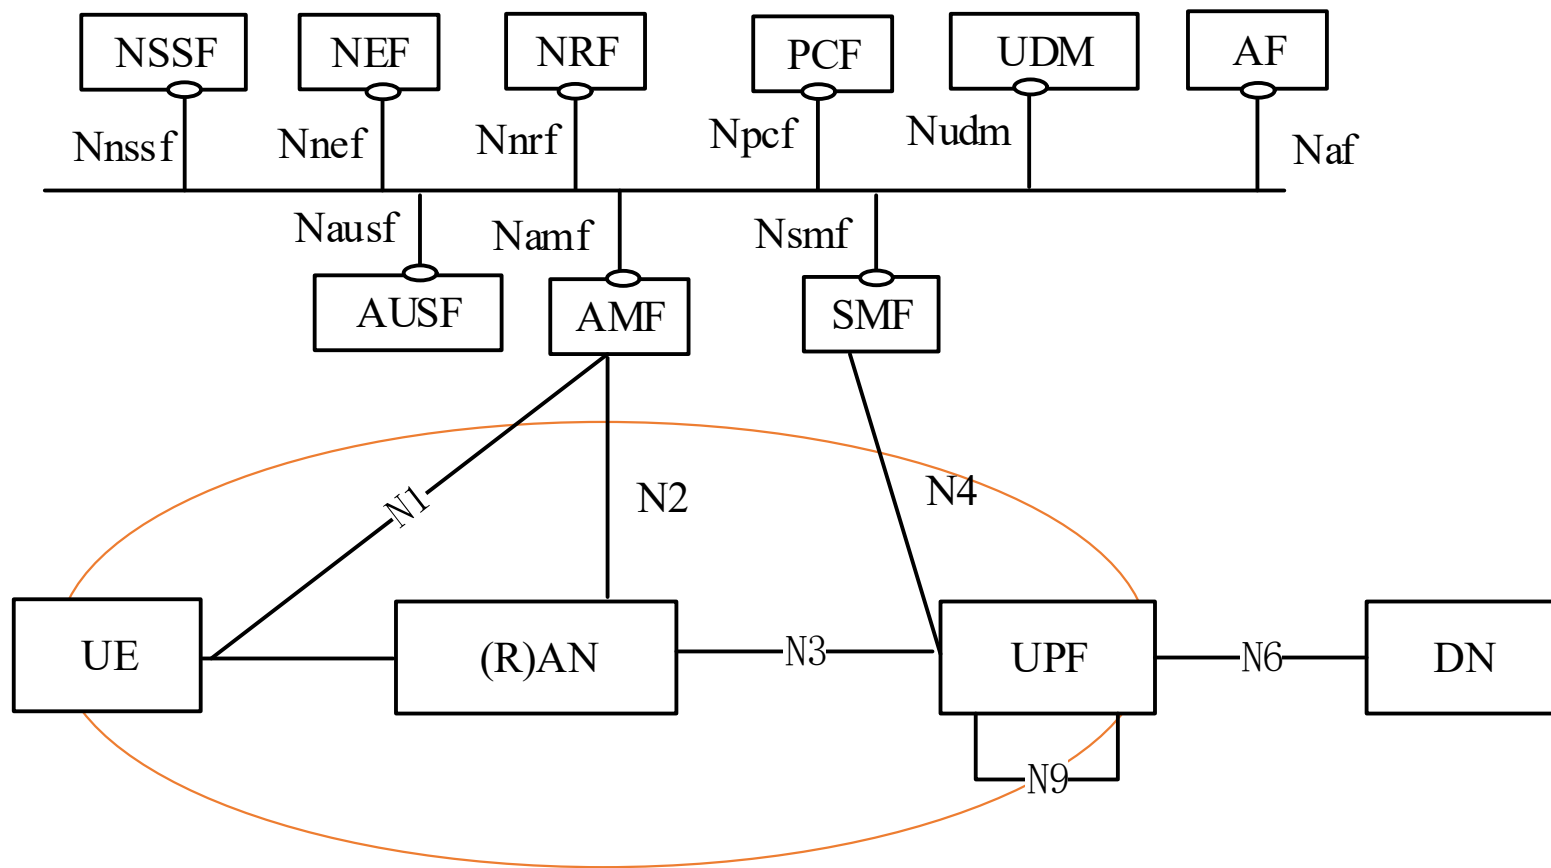 NSSF
NEF
NRF
PCF
UDM
AF
Nnssf
Nnef
Nnrf
Npcf
Nudm
Naf
Nausf
Namf
Nsmf
AUSF
AMF
SMF
N1
N2
N4
UE
(R)AN
N3
UPF
N6
DN
N9